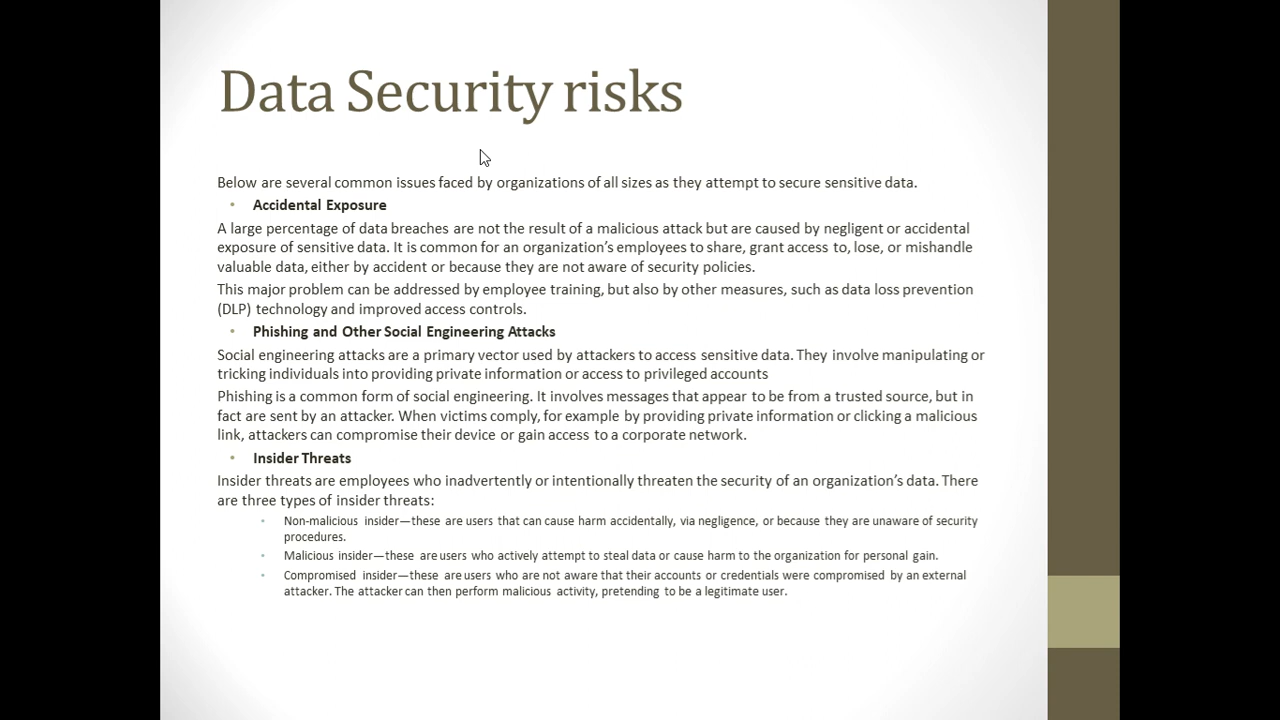 Data Security risks
Below are several common issues faced by organizations of all sizes as they attempt to secure sensitive data.
• Accidental Exposure
A large percentage of data breaches are not the result of a malicious attack but are caused by negligent or accidental
exposure of sensitive data. It is common for an organization's employees to share, grant access to, lose, or mishandle
valuable data, either by accident or because they are not aware of security policies.
This major problem can be addressed by employee training, but also by other measures, such as data loss prevention
(DLP) technology and improved access controls.
• Phishing and Other Social Engineering Attacks
Social engineering attacks are a primary vector used by attackers to access sensitive data. They involve manipulating or
tricking individuals into providing private information or access to privileged accounts
Phishing is a common form of social engineering. It involves messages that appear to be from a trusted source, but in
fact are sent by an attacker. When victims comply, for example by providing private information or clicking a malicious
link, attackers can compromise their device or gain access to a corporate network.
• Insider Threats
Insider threats are employees who inadvertently or intentionally threaten the security of an organization's data. There
are three types of insider threats:
• Non-malicious insider—these are users that can cause harm accidentally, via negligence, or because they are unaware of security
procedures.
• Malicious insider—these are users who actively attempt to steal data or cause harm to the organization for personal gain.
• Compromised insider—these are users who are not aware that their accounts or credentials were compromised by an external
attacker. The attacker can then perform malicious activity, pretending to be a legitimate user.